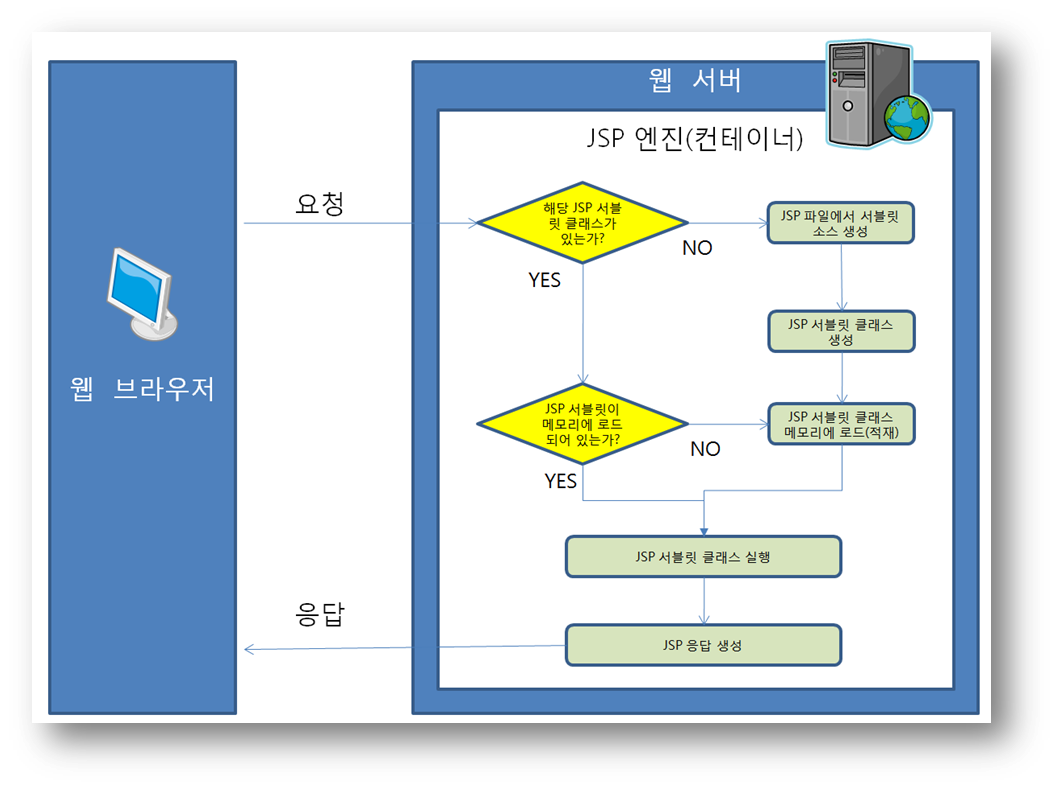 웹 서버
JSP 엔진(컨테이너)
요청
해당 JSP 서블
릿 클래스가
있는가?
NO
JSP 파일에서 서블릿
소스 생성
YES
JSP 서블릿 클래스
생성
웹 브라우저
JSP 서블릿이
메모리에 로드
되어 있는가?
NO
JSP 서블릿 클래스
메모리에 로드(적재)
YES
JSP 서블릿 클래스 실행
응답
JSP 응답 생성